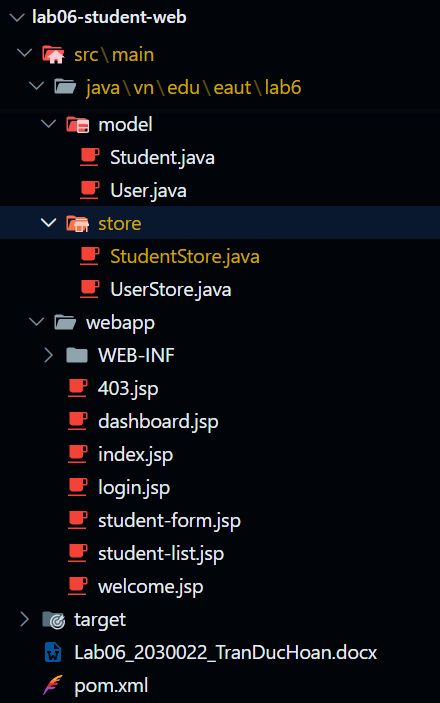 lab06-student-web
src\main
java\vn\edu\eaut\lab6
model
Student.java
User.java
store
StudentStore.java
UserStore.java
webapp
WEB-INF
403.jsp
dashboard.jsp
index.jsp
login.jsp
student-form.jsp
student-list.jsp
welcome.jsp
target
Lab06_2030022_TranDucHoan.docx
pom.xml